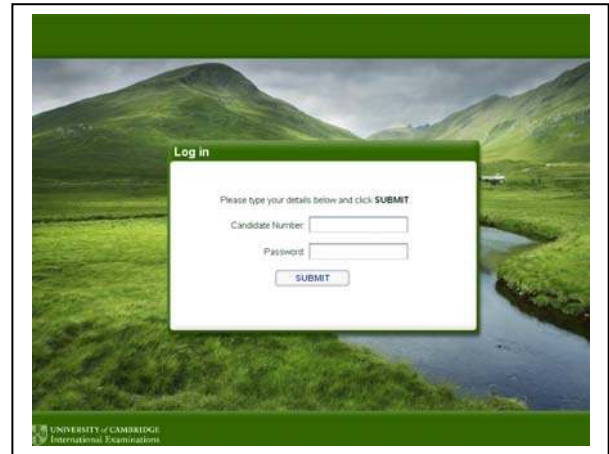 Log in
Please type your details below and click SUBMIT
Candidate Number:
Password:
SUBMIT
UNIVERSITY of CAMBRIDGE
International Examinations